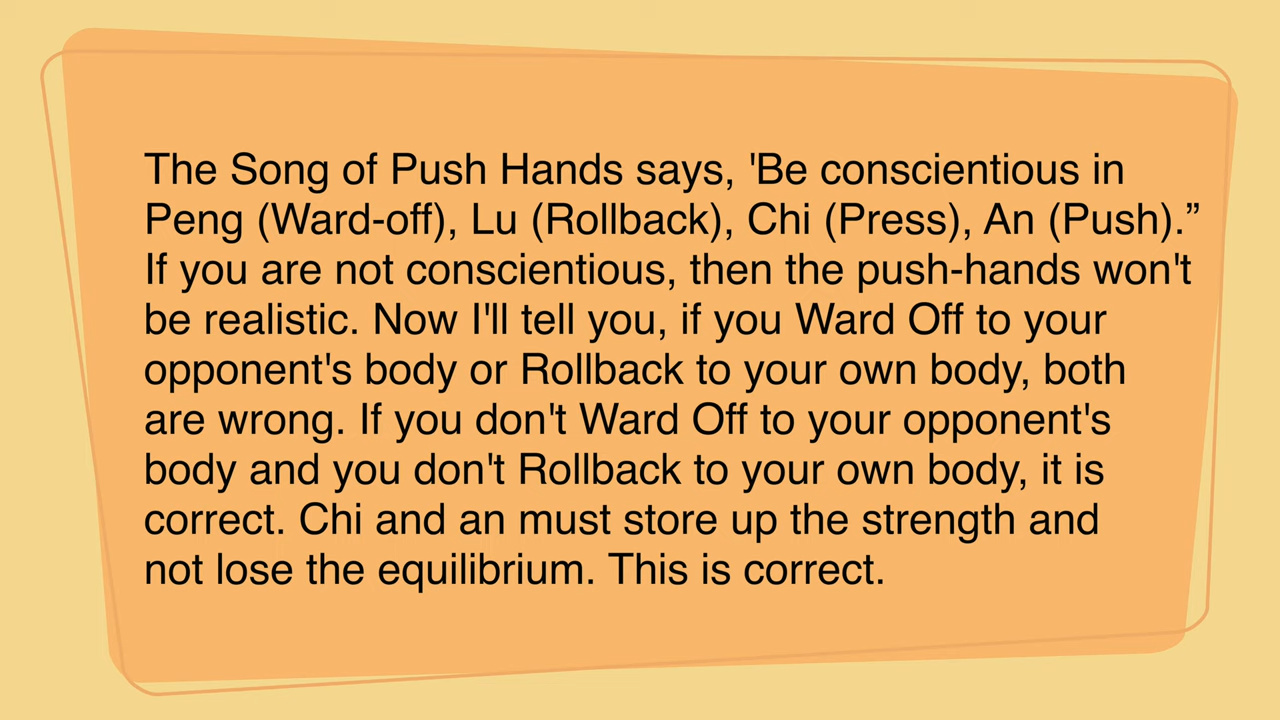 The Song of Push Hands says, 'Be conscientious in
Peng (Ward-off), Lu (Rollback), Chi (Press), An (Push).”
If you are not conscientious, then the push-hands won't
be realistic. Now I'll tell you, if you Ward Off to your
opponent's body or Rollback to your own body, both
are wrong. If you don't Ward Off to your opponent's
body and you don't Rollback to your own body, it is
correct. Chi and an must store up the strength and
not lose the equilibrium. This is correct.